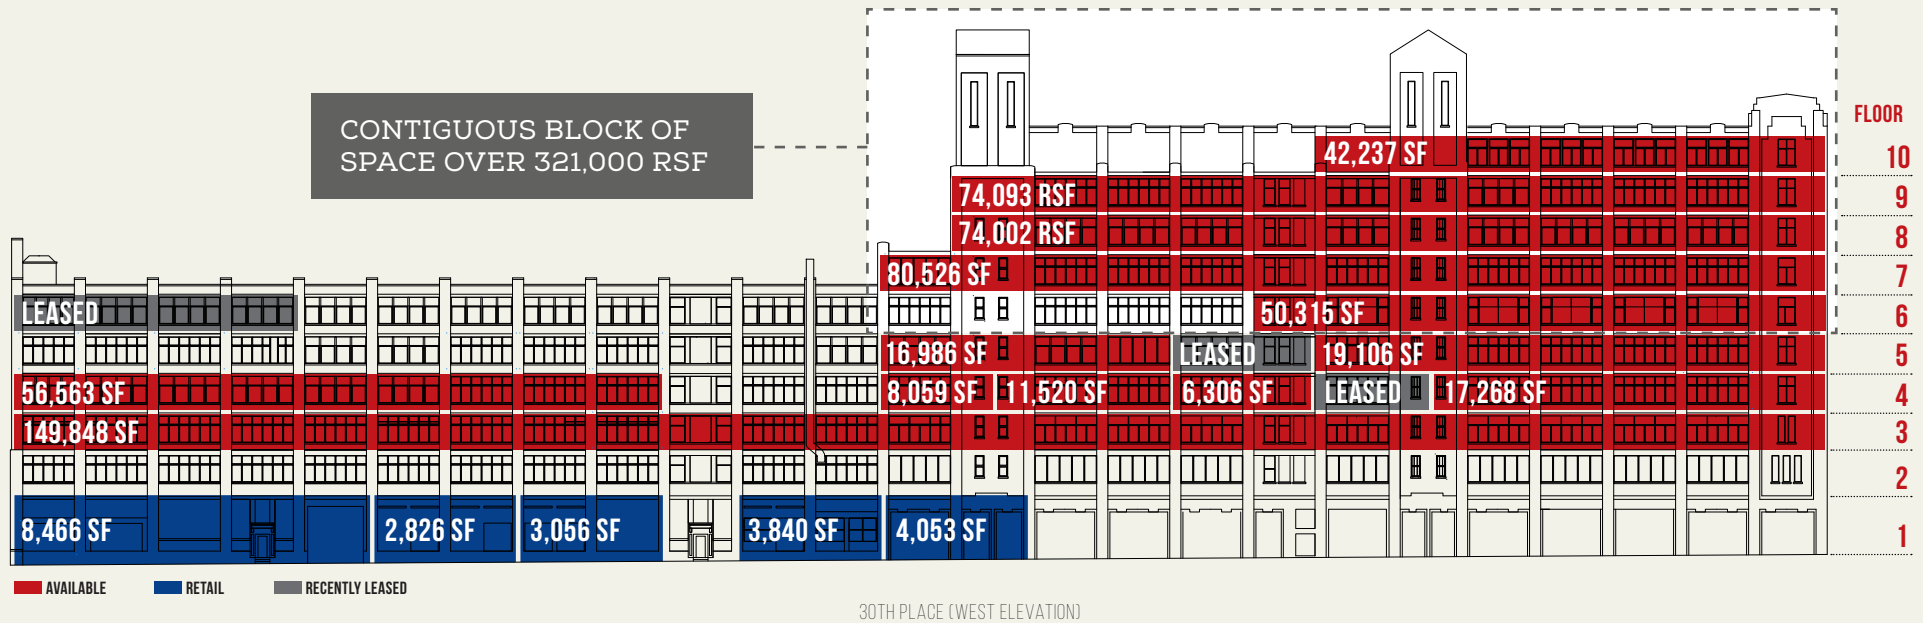 CONTIGUOUS BLOCK OF
SPACE OVER 321,000 RSF
FLOOR
42,237 SF
10
74,093 RSF
9
74,002 RSF
8
80,526 SF
7
LEASED
50,315 SF
6
16,986 SF
LEASED
19,106 SF
5
56,563 SF
8,059 SF
11,520 SF
6,306 SF
LEASED
17,268 SF
4
149,848 SF
3
2
8,466 SF
2,826 SF
3,056 SF
3,840 SF
4,053 SF
1
AVAILABLE
RETAIL
RECENTLY LEASED
30TH PLACE (WEST ELEVATION)